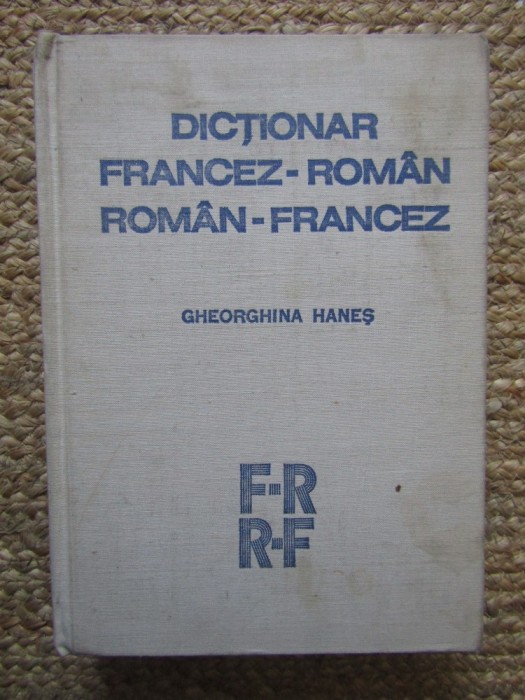 DICȚIONAR
FRANCEZ-ROMÂN
ROMÂN-FRANCEZ
GHEORGHINA HANEȘ
F-R
R-F